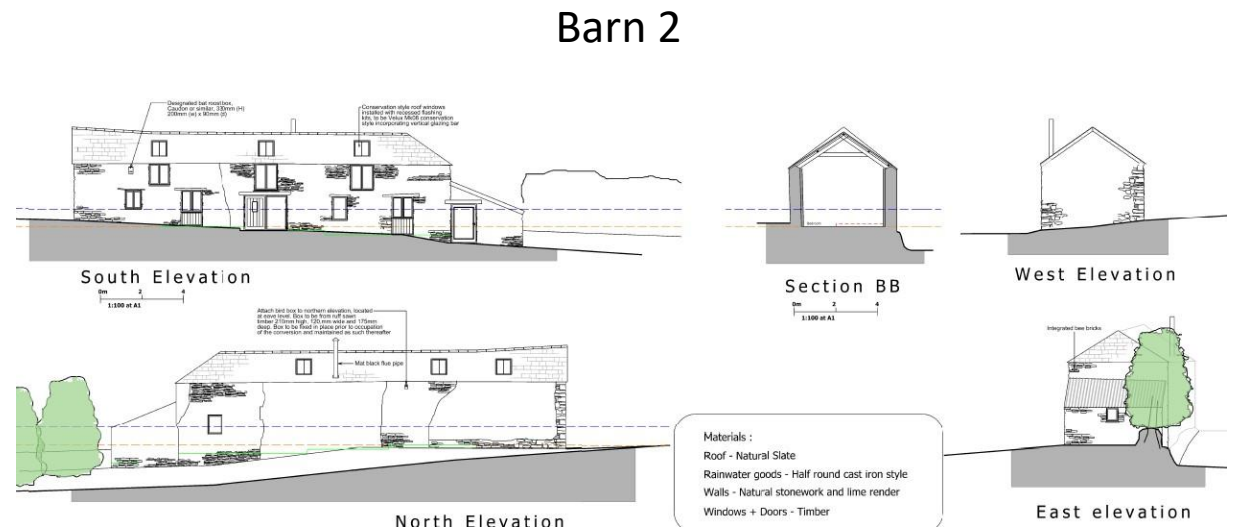 Barn 2
Designated bat roost box,
Caudon or similar, 330mm (H)
200mm (w) x 90mm (d)
Conservation style roof windows
installed with recessed flashing
kits, to be Velux Mk08 conservation
style incorporating vertical glazing bar
South Elevation
0m 2 4
1:100 at A1
Section BB
0m 2 4
1:100 at A1
West Elevation
Attach bird box to northern elevation, located
at eave level. Box to be from ruff sawn
timber 210mm high, 120 mm wide and 175mm
deep. Box to be fixed in place prior to occupation
of the conversion and maintained as such thereafter
Mat black flue pipe
North Elevation
Materials :
Roof - Natural Slate
Rainwater goods - Half round cast iron style
Walls - Natural stonework and lime render
Windows + Doors - Timber
Integrated bee bricks
East elevation